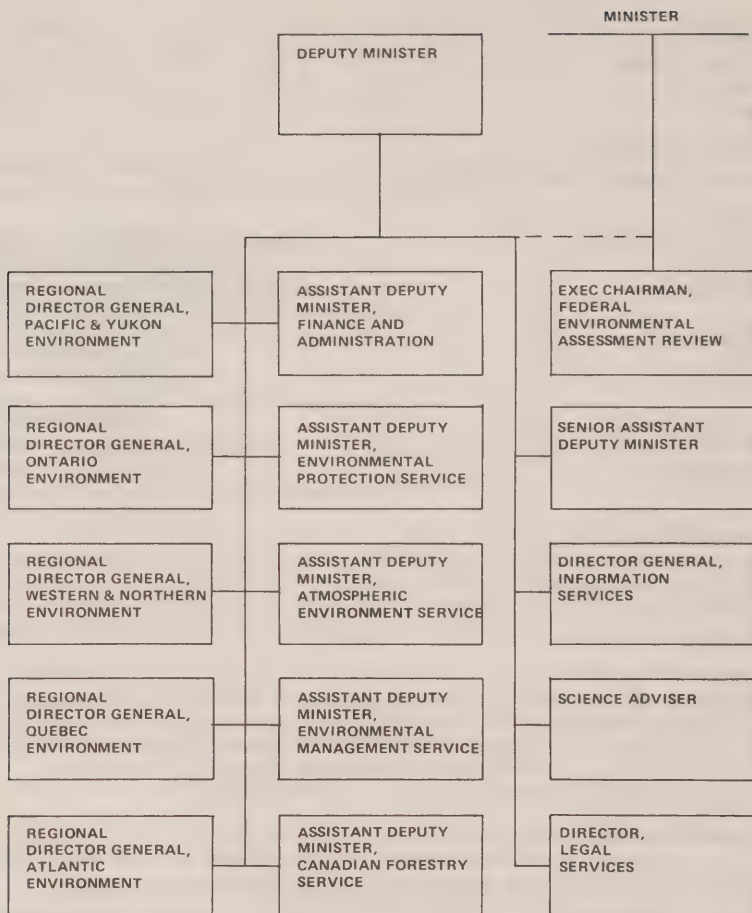 MINISTER
DEPUTY MINISTER
REGIONAL
DIRECTOR GENERAL,
PACIFIC & YUKON
ENVIRONMENT
ASSISTANT DEPUTY
MINISTER,
FINANCE AND
ADMINISTRATION
EXEC CHAIRMAN,
FEDERAL
ENVIRONMENTAL
ASSESSMENT REVIEW
REGIONAL
DIRECTOR GENERAL,
ONTARIO
ENVIRONMENT
ASSISTANT DEPUTY
MINISTER,
ENVIRONMENTAL
PROTECTION SERVICE
SENIOR ASSISTANT
DEPUTY MINISTER
REGIONAL
DIRECTOR GENERAL,
WESTERN & NORTHERN
ENVIRONMENT
ASSISTANT DEPUTY
MINISTER,
ATMOSPHERIC
ENVIRONMENT SERVICE
DIRECTOR GENERAL,
INFORMATION
SERVICES
REGIONAL
DIRECTOR GENERAL,
QUEBEC
ENVIRONMENT
ASSISTANT DEPUTY
MINISTER,
ENVIRONMENTAL
MANAGEMENT SERVICE
SCIENCE ADVISER
REGIONAL
DIRECTOR GENERAL,
ATLANTIC
ENVIRONMENT
ASSISTANT DEPUTY
MINISTER,
CANADIAN FORESTRY
SERVICE
DIRECTOR,
LEGAL
SERVICES